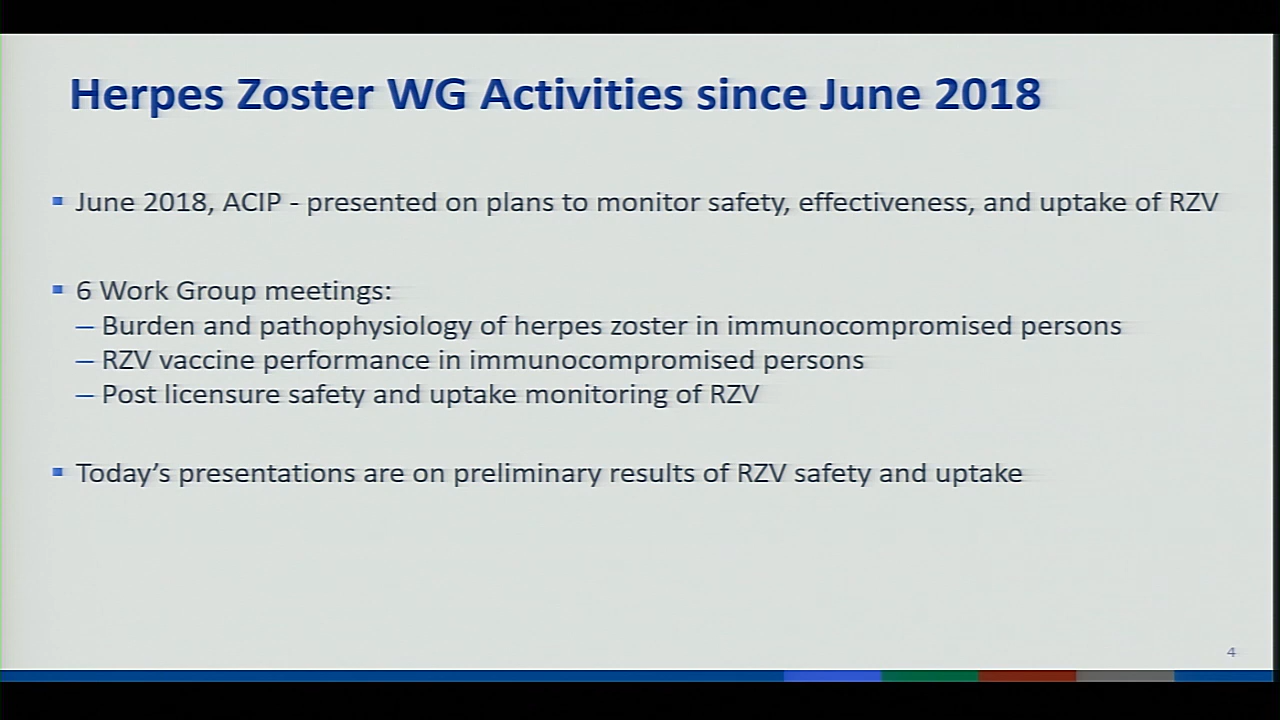 Herpes Zoster WG Activities since June 2018
▪ June 2018, ACIP - presented on plans to monitor safety, effectiveness, and uptake of RZV
▪ 6 Work Group meetings:
– Burden and pathophysiology of herpes zoster in immunocompromised persons
– RZV vaccine performance in immunocompromised persons
– Post licensure safety and uptake monitoring of RZV
▪ Today’s presentations are on preliminary results of RZV safety and uptake
4